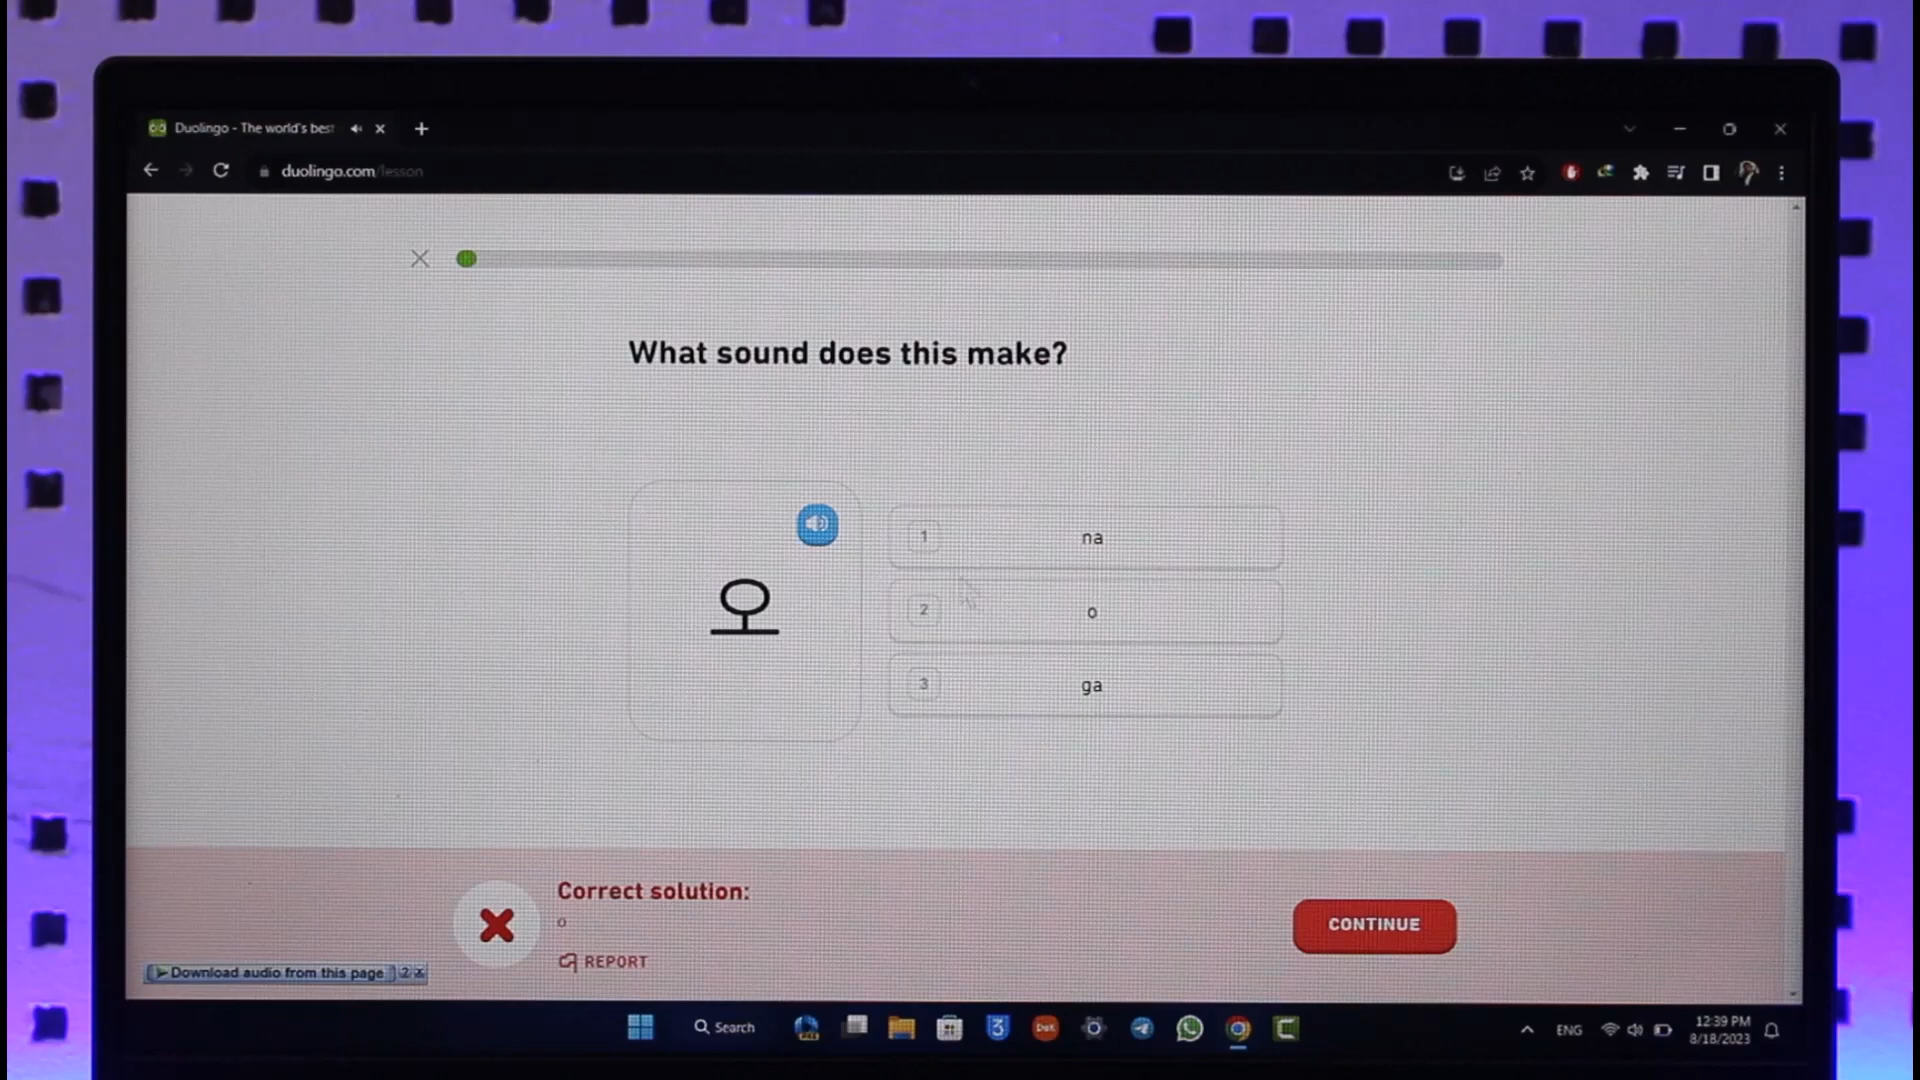 Duolingo - The world's best
duolingo.com/lesson
What sound does this make?
오
1 na
2 o
3 ga
Correct solution:
o
REPORT
CONTINUE
Download audio from this page
Search
ENG
12:39 PM
8/18/2023